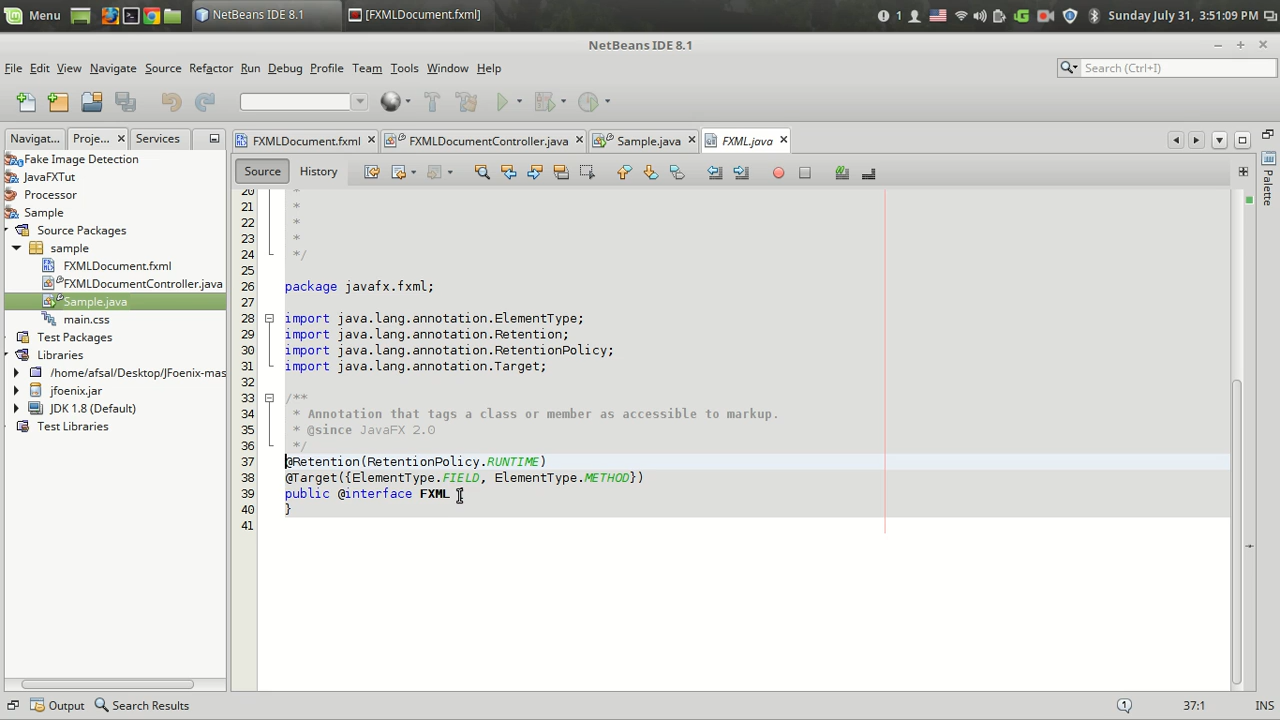 Menu
NetBeans IDE 8.1
[FXMLDocument.fxml]
1
Sunday July 31, 3:51:09 PM
NetBeans IDE 8.1
File Edit View Navigate Source Refactor Run Debug Profile Team Tools Window Help
Search (Ctrl+I)
Navigat...
Proje...
Services
FXMLDocument.fxml
FXMLDocumentController.java
Sample.java
FXML.java
Source
History
Palette
Fake Image Detection
JavaFXTut
Processor
Sample
Source Packages
sample
FXMLDocument.fxml
FXMLDocumentController.java
Sample.java
main.css
Test Packages
Libraries
/home/afsal/Desktop/JFoenix-mas
jfoenix.jar
JDK 1.8 (Default)
Test Libraries
20 *
21 *
22 *
23 *
24 */
25
26 package javafx.fxml;
27
28 import java.lang.annotation.ElementType;
29 import java.lang.annotation.Retention;
30 import java.lang.annotation.RetentionPolicy;
31 import java.lang.annotation.Target;
32
33 /**
34 * Annotation that tags a class or member as accessible to markup.
35 * @since JavaFX 2.0
36 */
37 @Retention(RetentionPolicy.RUNTIME)
38 @Target({ElementType.FIELD, ElementType.METHOD})
39 public @interface FXML
40 }
41
Output
Search Results
1
37:1
INS